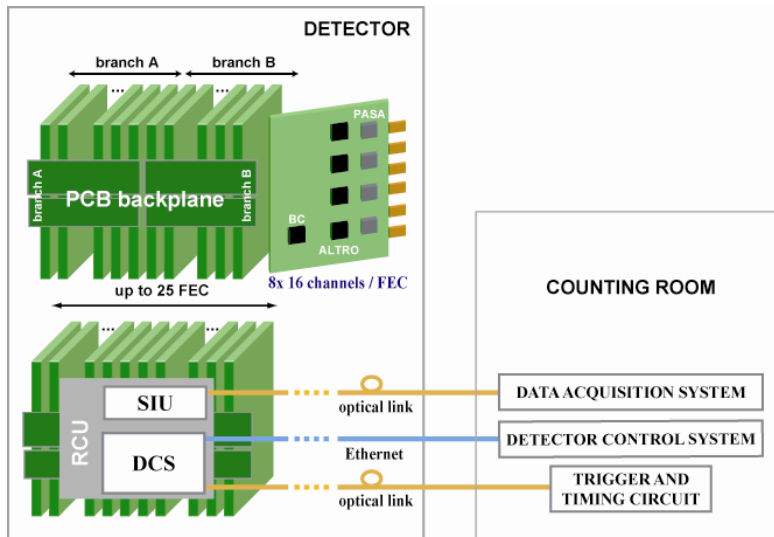 DETECTOR
branch A
branch B
...
...
PASA
branch A
PCB backplane
branch B
BC
ALTRO
8x 16 channels / FEC
up to 25 FEC
...
...
COUNTING ROOM
RCU
SIU
optical link
DATA ACQUISITION SYSTEM
DCS
Ethernet
DETECTOR CONTROL SYSTEM
optical link
TRIGGER AND
TIMING CIRCUIT